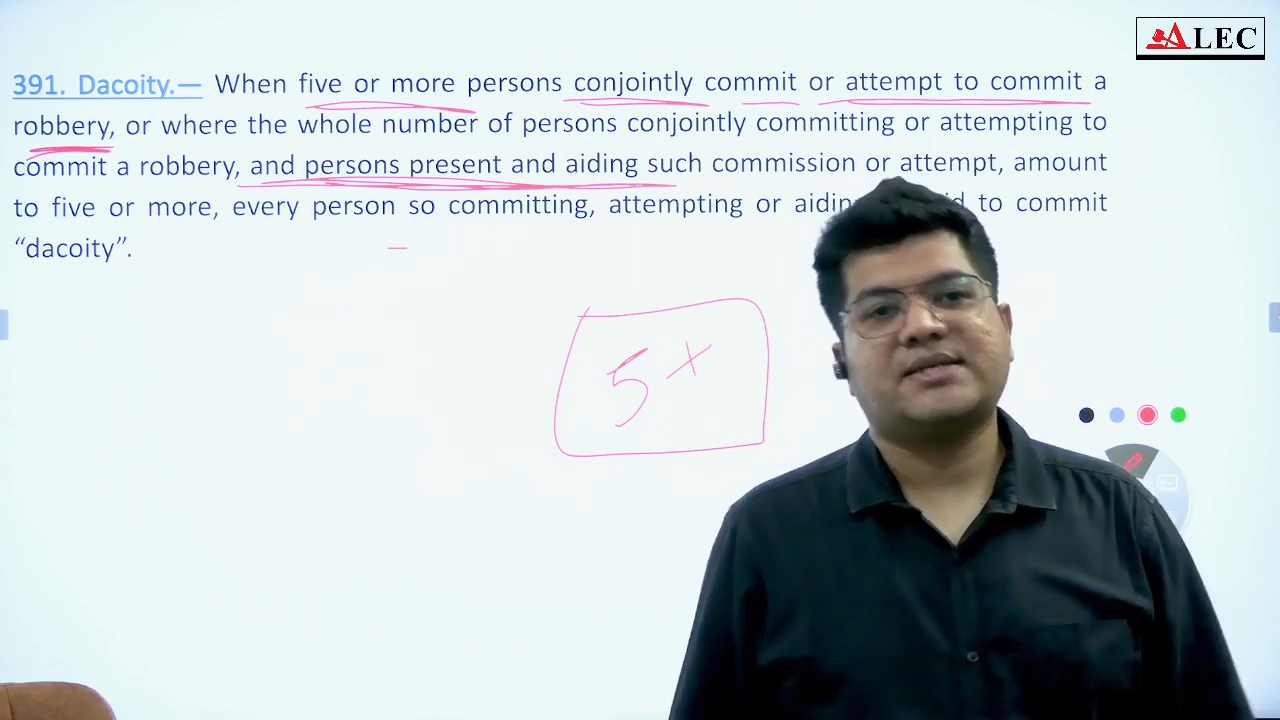 ALEC
391. Dacoity.— When five or more persons conjointly commit or attempt to commit a
robbery, or where the whole number of persons conjointly committing or attempting to
commit a robbery, and persons present and aiding such commission or attempt, amount
to five or more, every person so committing, attempting or to commit
“dacoity”.
5+